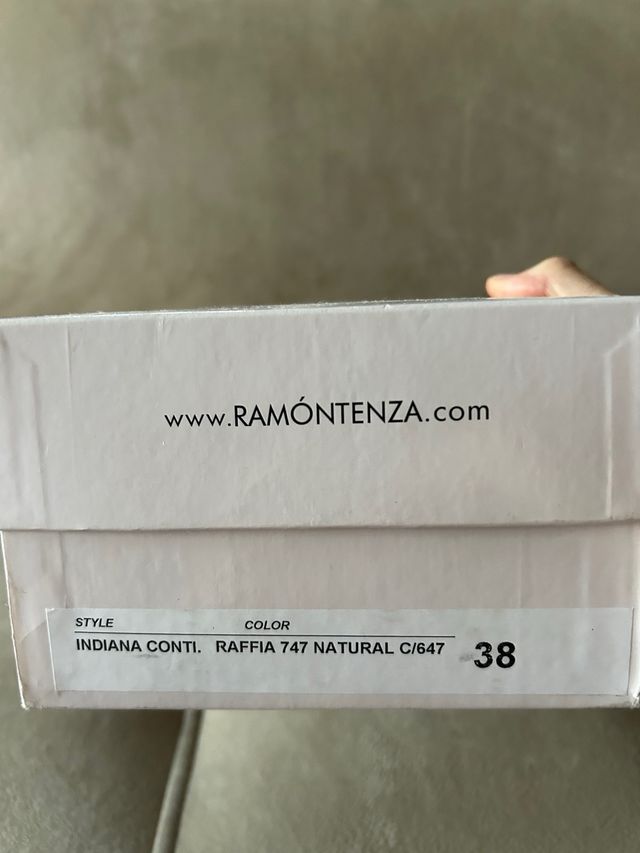 www.RAMÓNTENZA.com
STYLE COLOR
INDIANA CONTI. RAFFIA 747 NATURAL C/647 38